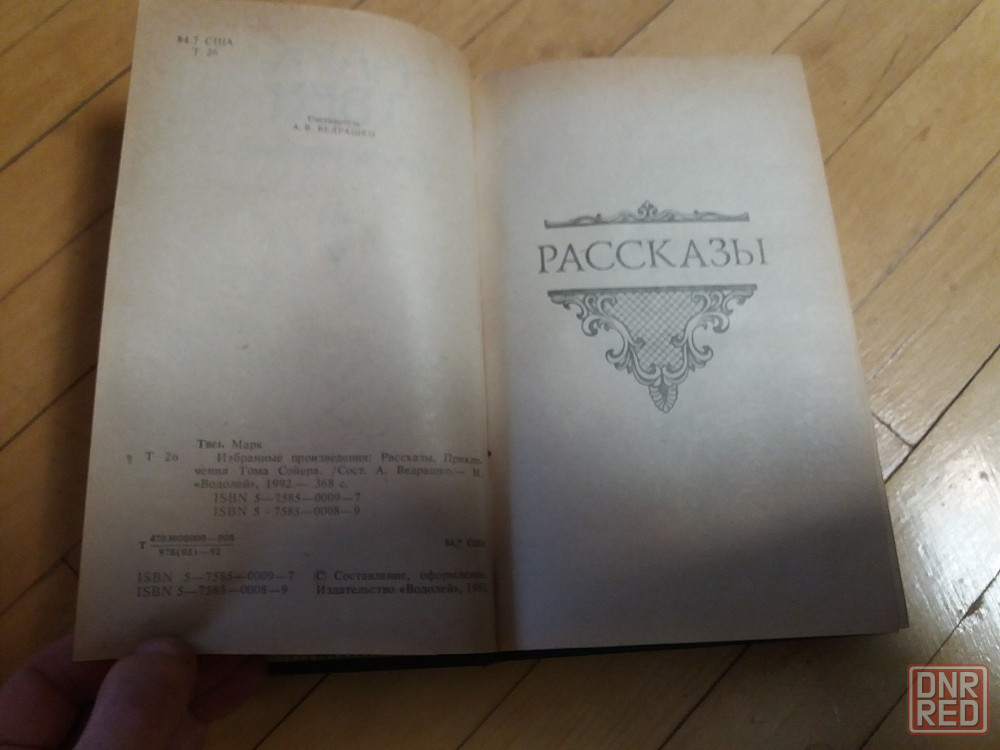 84.7 США
Т 26
Составитель
А. В. ВЕДРАШКО
Твен Марк
Т 26 Избранные произведения: Рассказы. Приклю-
чения Тома Сойера. /Сост. А. Ведрашко.— М.
«Водолей», 1992.— 368 с.
ISBN 5—7585—0009—7
ISBN 5—7585—0008—9
Т
84.7 США
ISBN 5—7585—0009—7
ISBN 5—7585—0008—9
© Составление, оформление
Издательство «Водолей», 1992
РАССКАЗЫ
DNR
RED